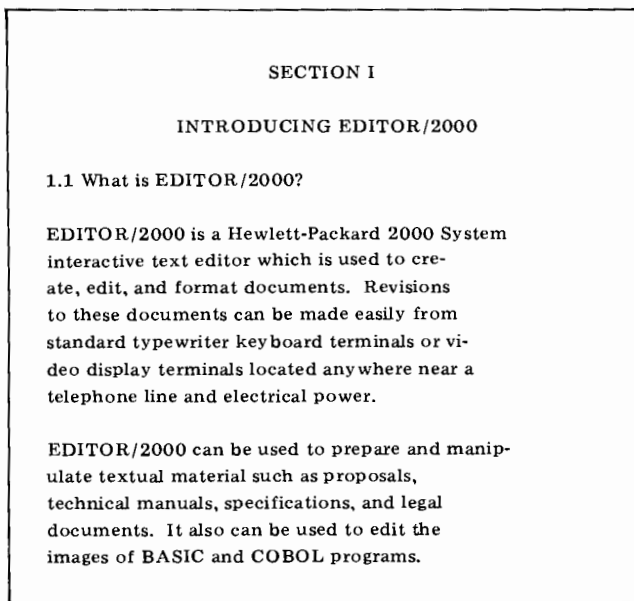 SECTION I
INTRODUCING EDITOR/2000
1.1 What is EDITOR/2000?
EDITOR/2000 is a Hewlett-Packard 2000 System
interactive text editor which is used to cre-
ate, edit, and format documents. Revisions
to these documents can be made easily from
standard typewriter keyboard terminals or vi-
deo display terminals located anywhere near a
telephone line and electrical power.
EDITOR/2000 can be used to prepare and manip-
ulate textual material such as proposals,
technical manuals, specifications, and legal
documents. It also can be used to edit the
images of BASIC and COBOL programs.